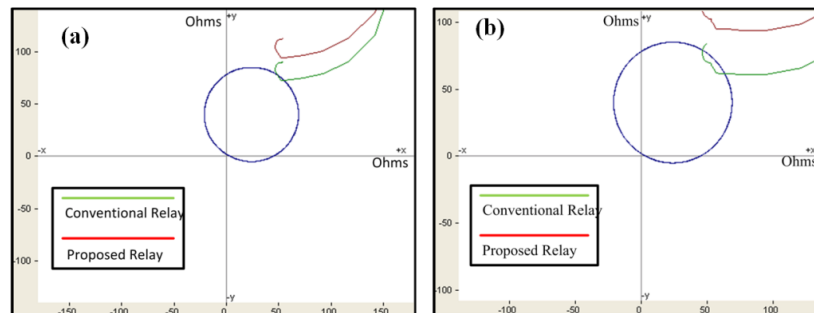 (a)
Ohms
+y
100
50
-x
0
+x
Ohms
-50
-100
-y
-150
-100
-50
0
50
100
150
Conventional Relay
Proposed Relay
(b)
Ohms
+y
100
50
-x
0
+x
Ohms
-50
-100
-y
-100
-50
0
50
100
Conventional Relay
Proposed Relay